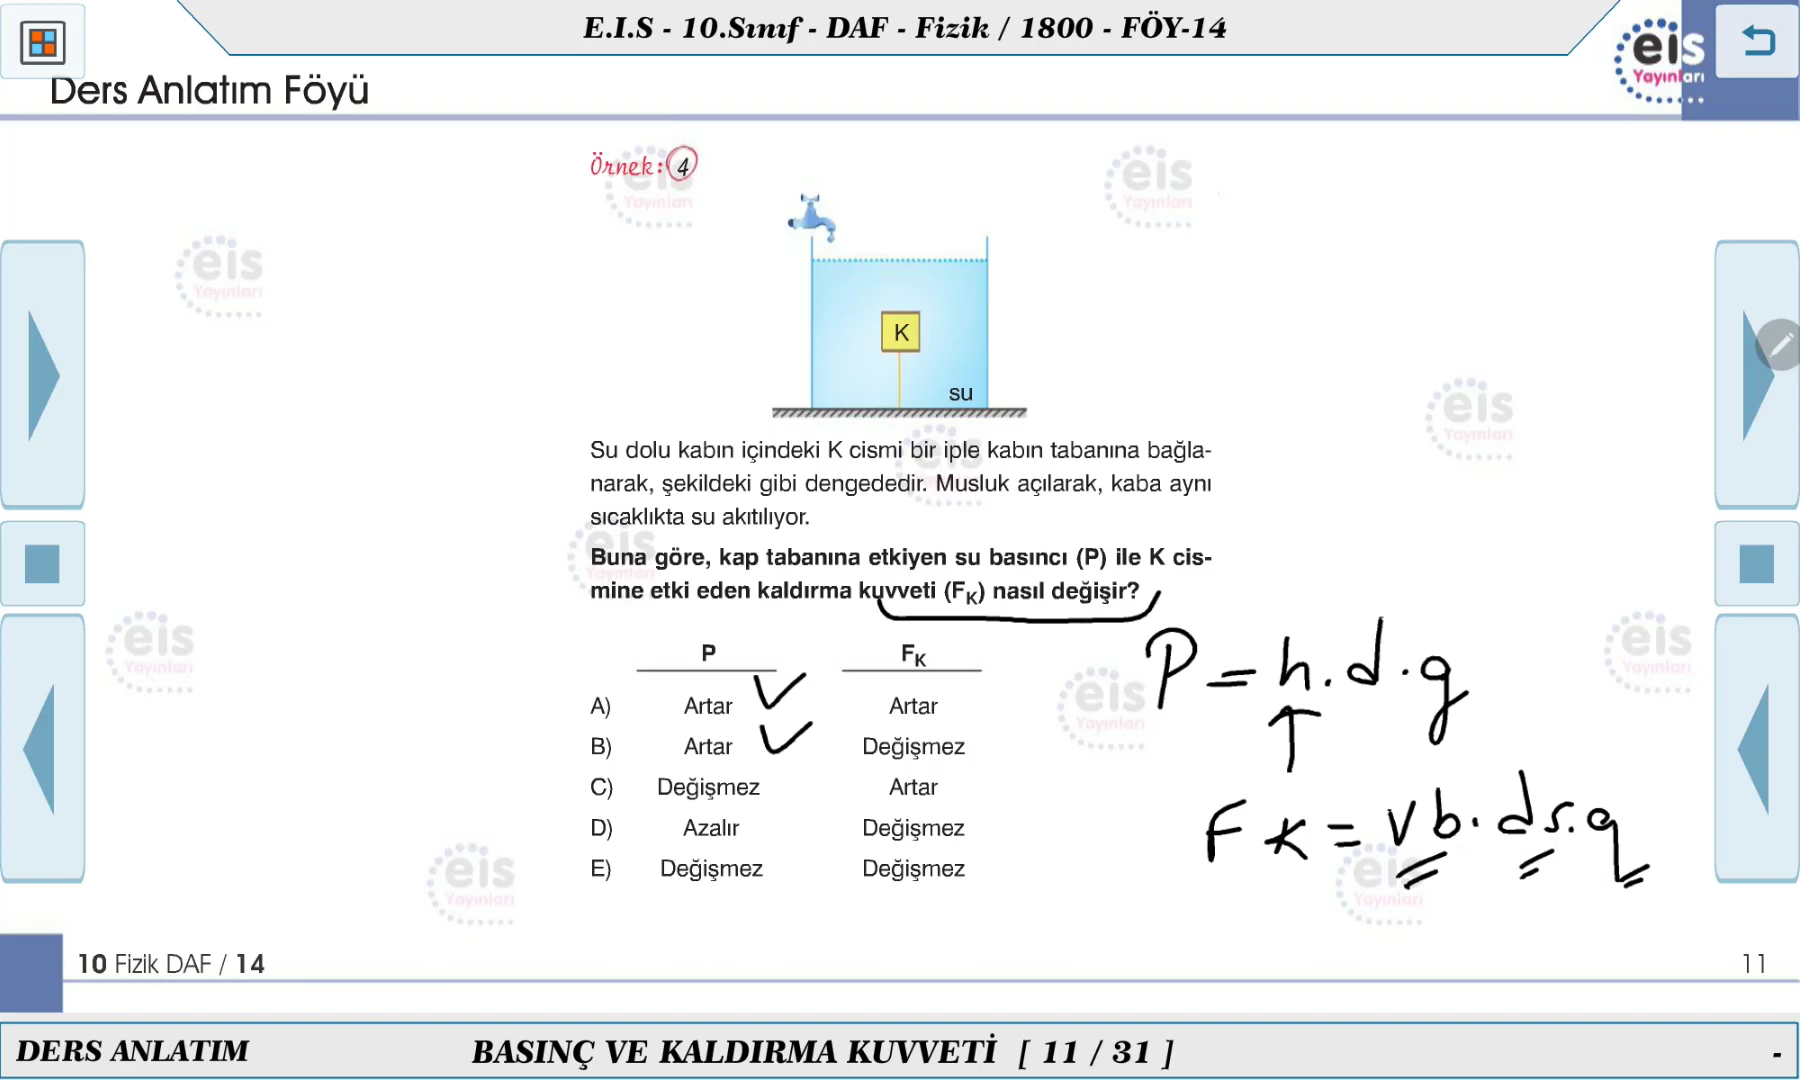 E.I.S - 10.Sınıf - DAF - Fizik / 1800 - FÖY-14
eis
Yayınları
Ders Anlatım Föyü
Örnek: 4
K
su
Su dolu kabın içindeki K cismi bir iple kabın tabanına bağla-
narak, şekildeki gibi dengededir. Musluk açılarak, kaba aynı
sıcaklıkta su akıtılıyor.
Buna göre, kap tabanına etkiyen su basıncı (P) ile K cis-
mine etki eden kaldırma kuvveti (FK) nasıl değişir?
P FK
A) Artar Artar
B) Artar Değişmez
C) Değişmez Artar
D) Azalır Değişmez
E) Değişmez Değişmez
P = h.d.g
↑
FK = Vb.ds.g
10 Fizik DAF / 14
11
DERS ANLATIM
BASINÇ VE KALDIRMA KUVVETİ [ 11 / 31 ]
-